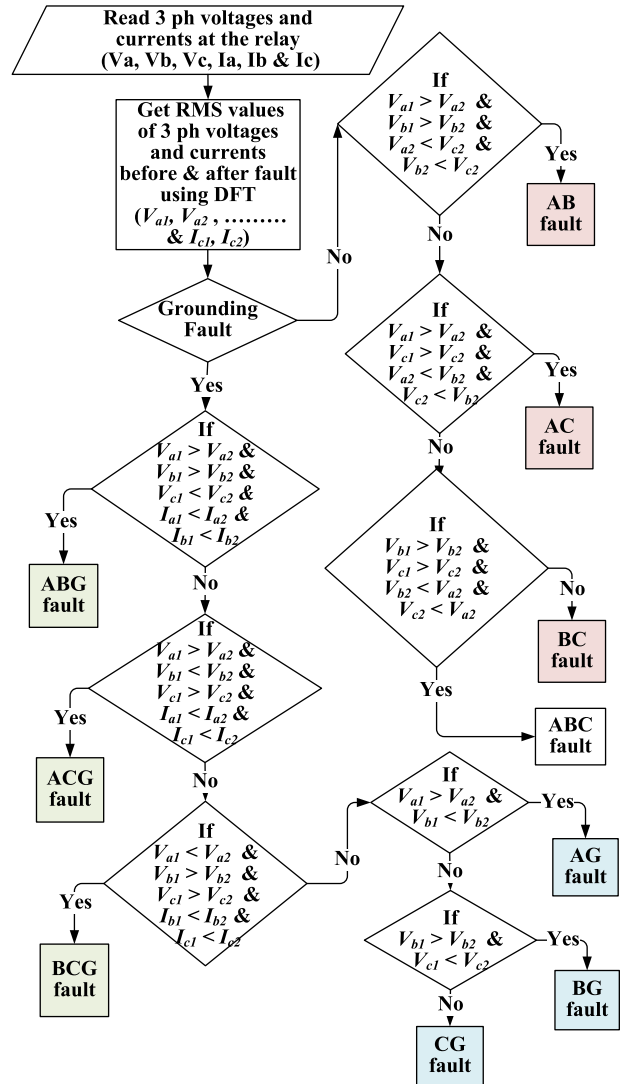 Read 3 ph voltages and
currents at the relay
(Va, Vb, Vc, Ia, Ib & Ic)
Get RMS values
of 3 ph voltages
and currents
before & after fault
using DFT
(Va1, Va2 , .........
& Ic1, Ic2)
Grounding
Fault
No
Yes
If
Va1 > Va2 &
Vb1 > Vb2 &
Va2 < Vc2 &
Vb2 < Vc2
Yes
AB
fault
No
If
Va1 > Va2 &
Vc1 > Vc2 &
Va2 < Vb2 &
Vc2 < Vb2
Yes
AC
fault
No
If
Vb1 > Vb2 &
Vc1 > Vc2 &
Vb2 < Va2 &
Vc2 < Va2
No
BC
fault
Yes
ABC
fault
If
Va1 > Va2 &
Vb1 > Vb2 &
Vc1 < Vc2 &
Ia1 < Ia2 &
Ib1 < Ib2
Yes
ABG
fault
No
If
Va1 > Va2 &
Vb1 < Vb2 &
Vc1 > Vc2 &
Ia1 < Ia2 &
Ic1 < Ic2
Yes
ACG
fault
No
If
Va1 < Va2 &
Vb1 > Vb2 &
Vc1 > Vc2 &
Ib1 < Ib2 &
Ic1 < Ic2
Yes
BCG
fault
No
If
Va1 > Va2 &
Vb1 < Vb2
Yes
AG
fault
No
If
Vb1 > Vb2 &
Vc1 < Vc2
Yes
BG
fault
No
CG
fault